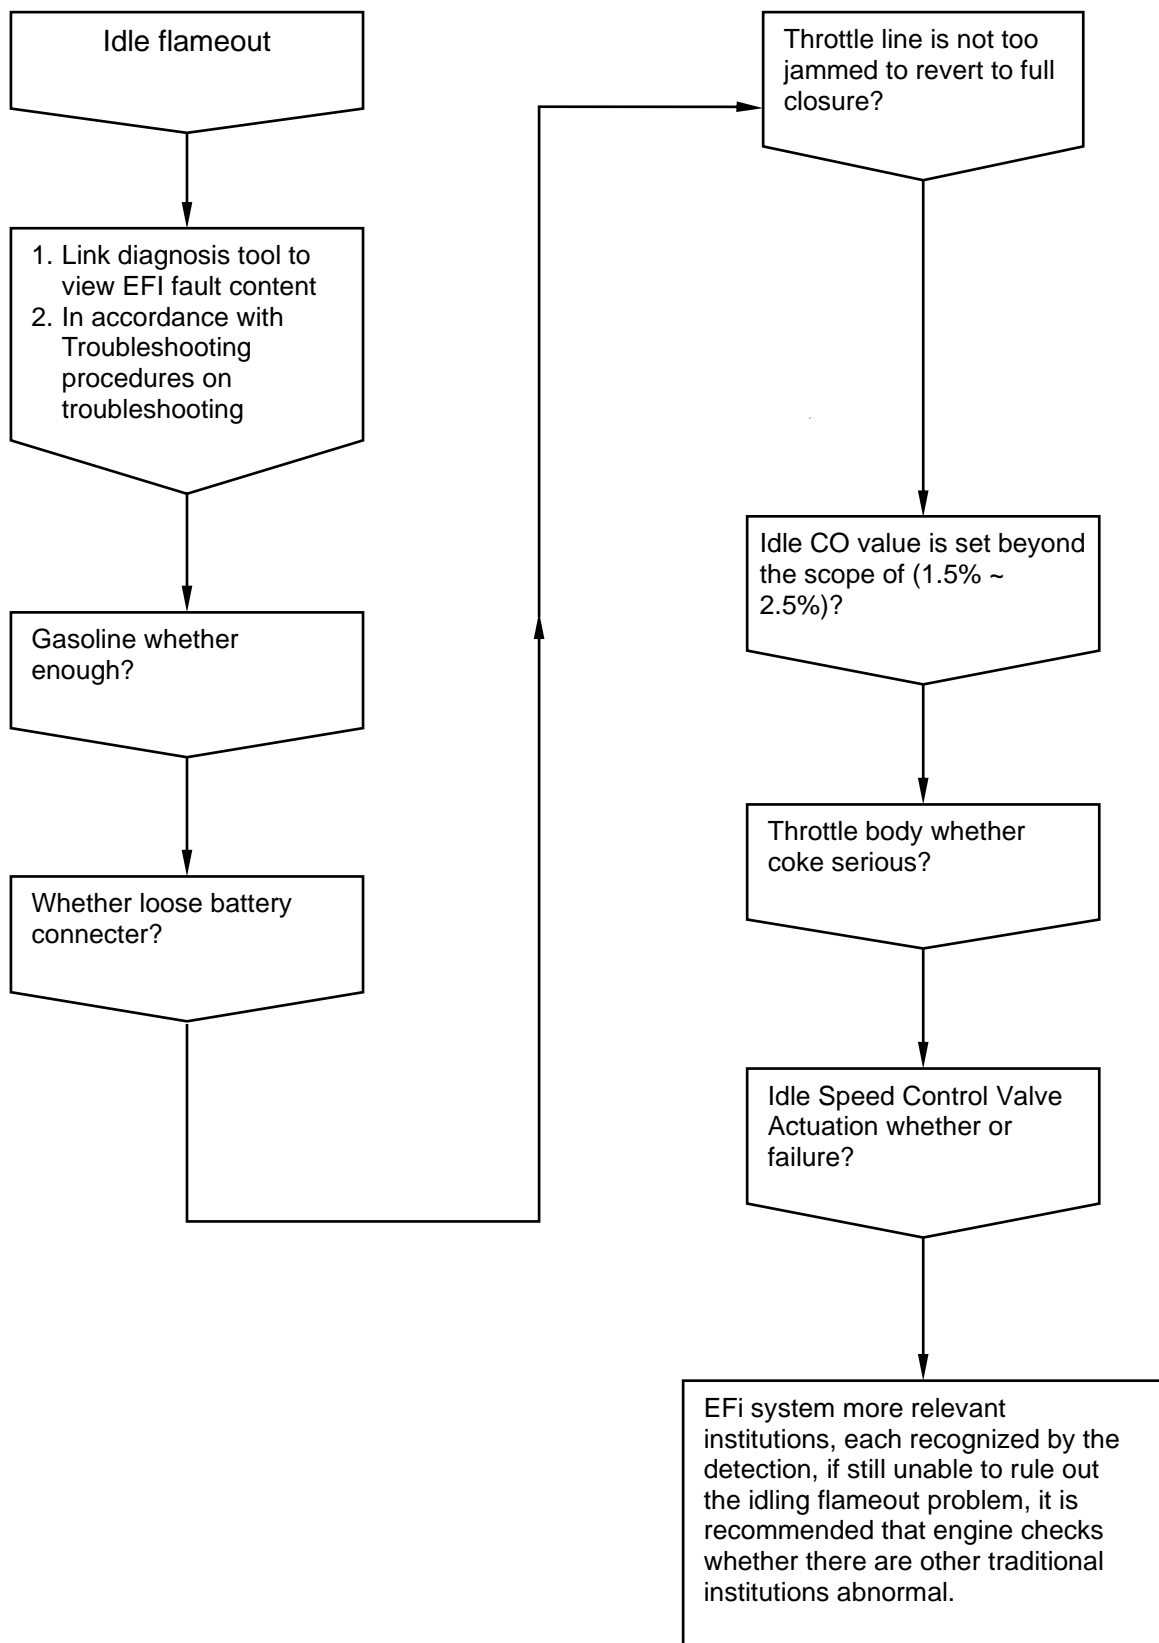 Idle flameout
1. Link diagnosis tool to
view EFI fault content
2. In accordance with
Troubleshooting
procedures on
troubleshooting
Gasoline whether
enough?
Whether loose battery
connecter?
Throttle line is not too
jammed to revert to full
closure?
Idle CO value is set beyond
the scope of (1.5% ~
2.5%)?
Throttle body whether
coke serious?
Idle Speed Control Valve
Actuation whether or
failure?
EFi system more relevant
institutions, each recognized by the
detection, if still unable to rule out
the idling flameout problem, it is
recommended that engine checks
whether there are other traditional
institutions abnormal.